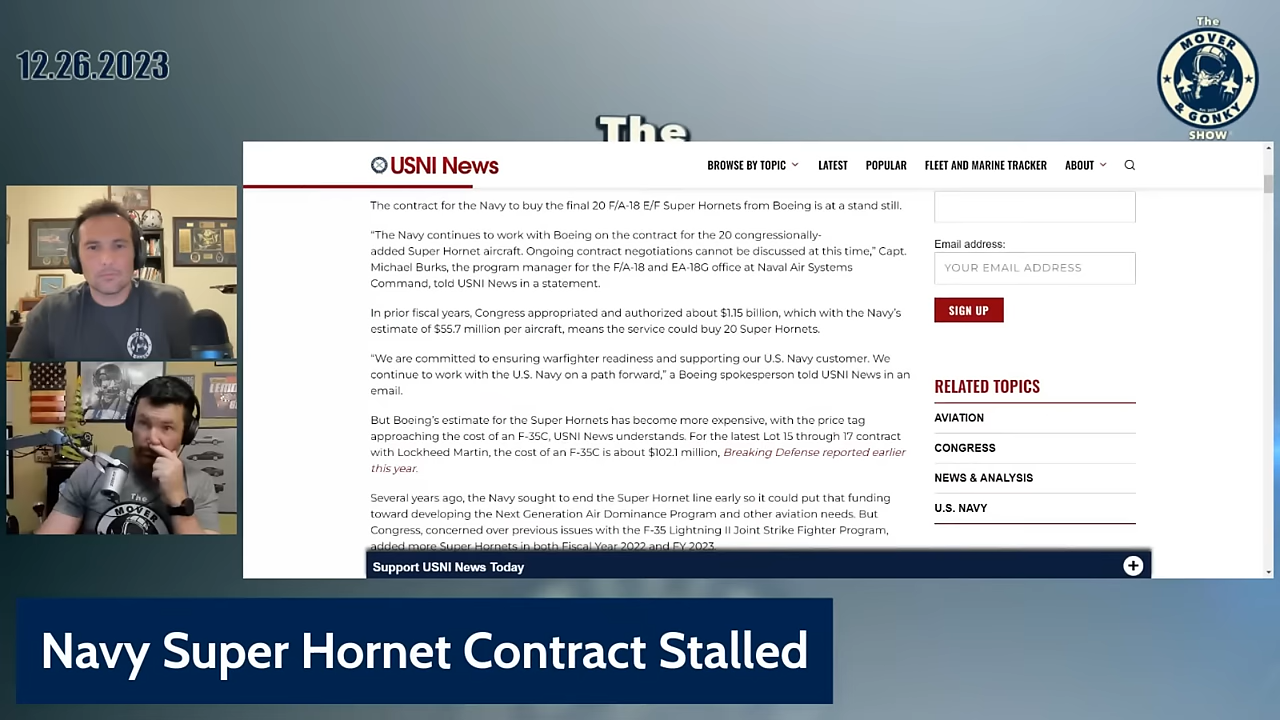 12.26.2023
The
MOVER
& GONKY
SHOW
The
USNI News
BROWSE BY TOPIC
LATEST
POPULAR
FLEET AND MARINE TRACKER
ABOUT
The contract for the Navy to buy the final 20 F/A-18 E/F Super Hornets from Boeing is at a stand still.
“The Navy continues to work with Boeing on the contract for the 20 congressionally-
added Super Hornet aircraft. Ongoing contract negotiations cannot be discussed at this time,” Capt.
Michael Burks, the program manager for the F/A-18 and EA-18G office at Naval Air Systems
Command, told USNI News in a statement.
In prior fiscal years, Congress appropriated and authorized about $1.15 billion, which with the Navy’s
estimate of $55.7 million per aircraft, means the service could buy 20 Super Hornets.
“We are committed to ensuring warfighter readiness and supporting our U.S. Navy customer. We
continue to work with the U.S. Navy on a path forward,” a Boeing spokesperson told USNI News in an
email.
But Boeing’s estimate for the Super Hornets has become more expensive, with the price tag
approaching the cost of an F-35C, USNI News understands. For the latest Lot 15 through 17 contract
with Lockheed Martin, the cost of an F-35C is about $102.1 million, Breaking Defense reported earlier
this year.
Several years ago, the Navy sought to end the Super Hornet line early so it could put that funding
toward developing the Next Generation Air Dominance Program and other aviation needs. But
Congress, concerned over previous issues with the F-35 Lightning II Joint Strike Fighter Program,
added more Super Hornets in both Fiscal Year 2022 and FY 2023.
Email address:
YOUR EMAIL ADDRESS
SIGN UP
RELATED TOPICS
AVIATION
CONGRESS
NEWS & ANALYSIS
U.S. NAVY
Support USNI News Today
The
MOVER
Navy Super Hornet Contract Stalled